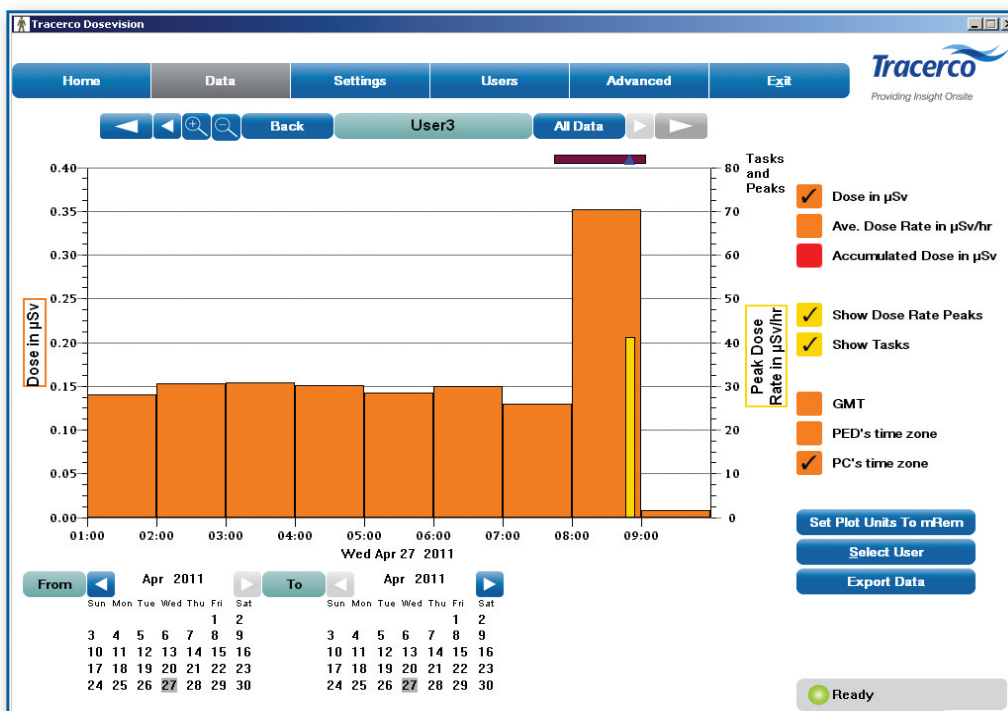 Tracerco Dosevision
Home Data Settings Users Advanced Exit
Tracerco
Providing Insight Onsite
Back User3 All Data
Tasks
and
Peaks
0.40
0.35
0.30
0.25
0.20
0.15
0.10
0.05
0.00
Dose in µSv
80
70
60
50
40
30
20
10
0
Peak Dose
Rate in µSv/hr
01:00 02:00 03:00 04:00 05:00 06:00 07:00 08:00 09:00
Wed Apr 27 2011
Dose in µSv
Ave. Dose Rate in µSv/hr
Accumulated Dose in µSv
Show Dose Rate Peaks
Show Tasks
GMT
PED's time zone
PC's time zone
Set Plot Units To mRem
Select User
Export Data
From Apr 2011
Sun Mon Tue Wed Thu Fri Sat
1 2
3 4 5 6 7 8 9
10 11 12 13 14 15 16
17 18 19 20 21 22 23
24 25 26 27 28 29 30
To Apr 2011
Sun Mon Tue Wed Thu Fri Sat
1 2
3 4 5 6 7 8 9
10 11 12 13 14 15 16
17 18 19 20 21 22 23
24 25 26 27 28 29 30
Ready